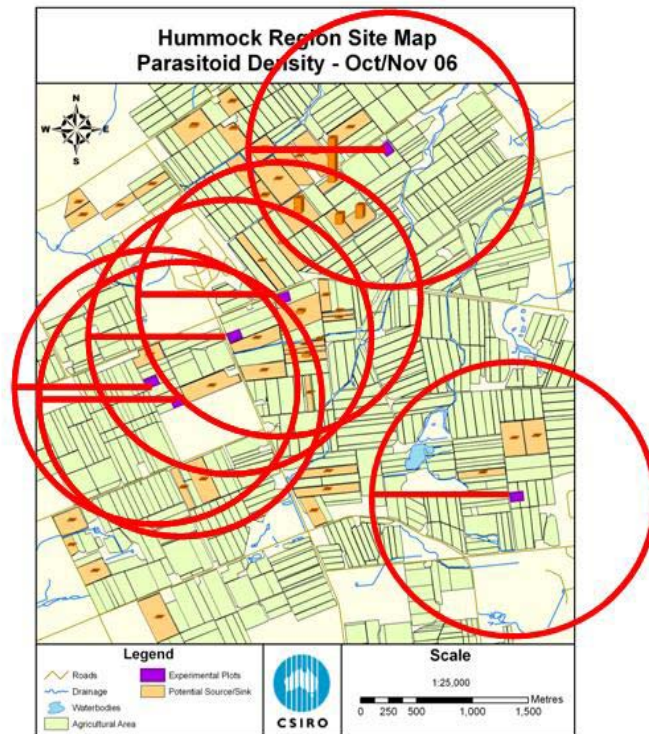 Hummock Region Site Map
Parasitoid Density - Oct/Nov 06
N
W E
S
Legend
Roads
Drainage
Waterbodies
Agricultural Area
Experimental Plots
Potential Source/Sink
CSIRO
Scale
1:25,000
Metres
0 125 250 500 1,000 1,500